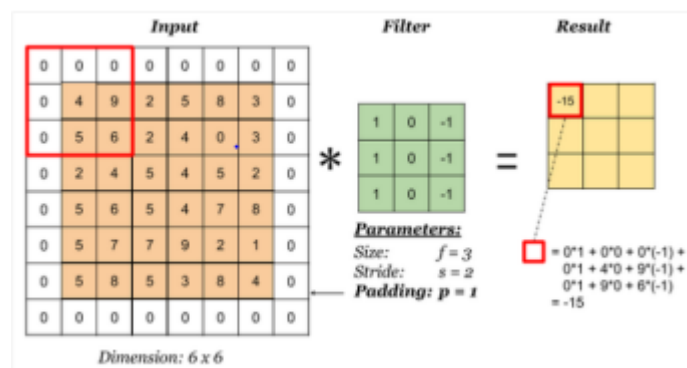 Input Filter Result
0 0 0 0 0 0 0 0
0 4 9 2 5 8 3 0
0 5 6 2 4 0 3 0
0 2 4 5 4 5 2 0
0 5 6 5 4 7 8 0
0 5 7 7 9 2 1 0
0 5 8 5 3 8 4 0
0 0 0 0 0 0 0 0
Dimension: 6 x 6
*
1 0 -1
1 0 -1
1 0 -1
Parameters:
Size: f = 3
Stride: s = 2
Padding: p = 1
=
-15
= 0*1 + 0*0 + 0*(-1) +
0*1 + 4*0 + 9*(-1) +
0*1 + 9*0 + 6*(-1)
= -15